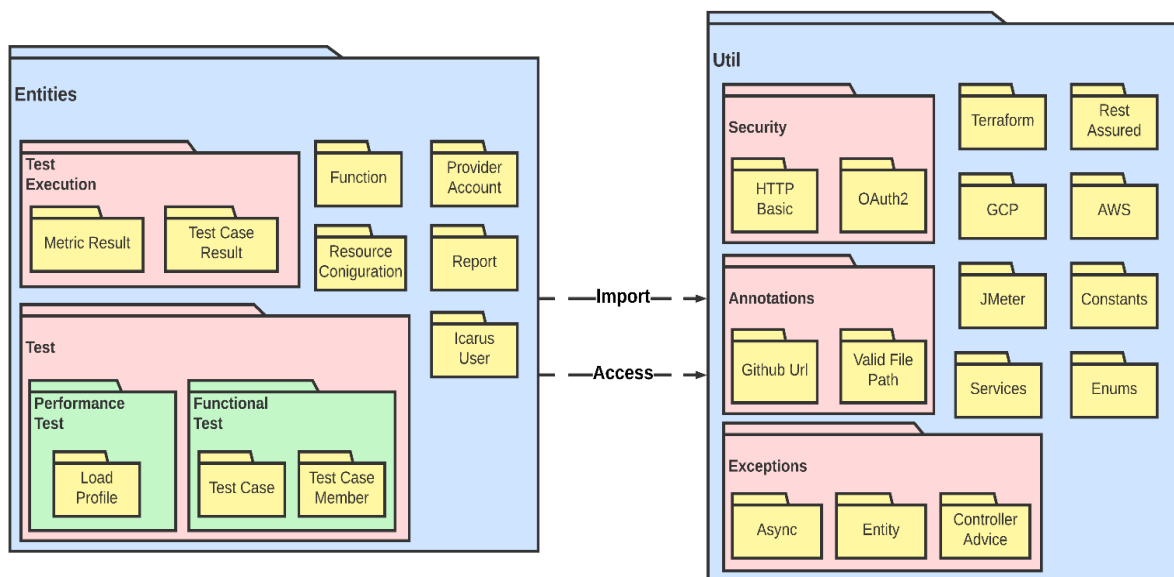 Entities
Test
Execution
Metric Result
Test Case
Result
Function
Provider
Account
Resource
Coniguration
Report
Icarus
User
Test
Performance
Test
Load
Profile
Functional
Test
Test Case
Test Case
Member
Import
Access
Util
Security
HTTP
Basic
OAuth2
Terraform
Rest
Assured
GCP
AWS
Annotations
Github Url
Valid File
Path
JMeter
Constants
Services
Enums
Exceptions
Async
Entity
Controller
Advice